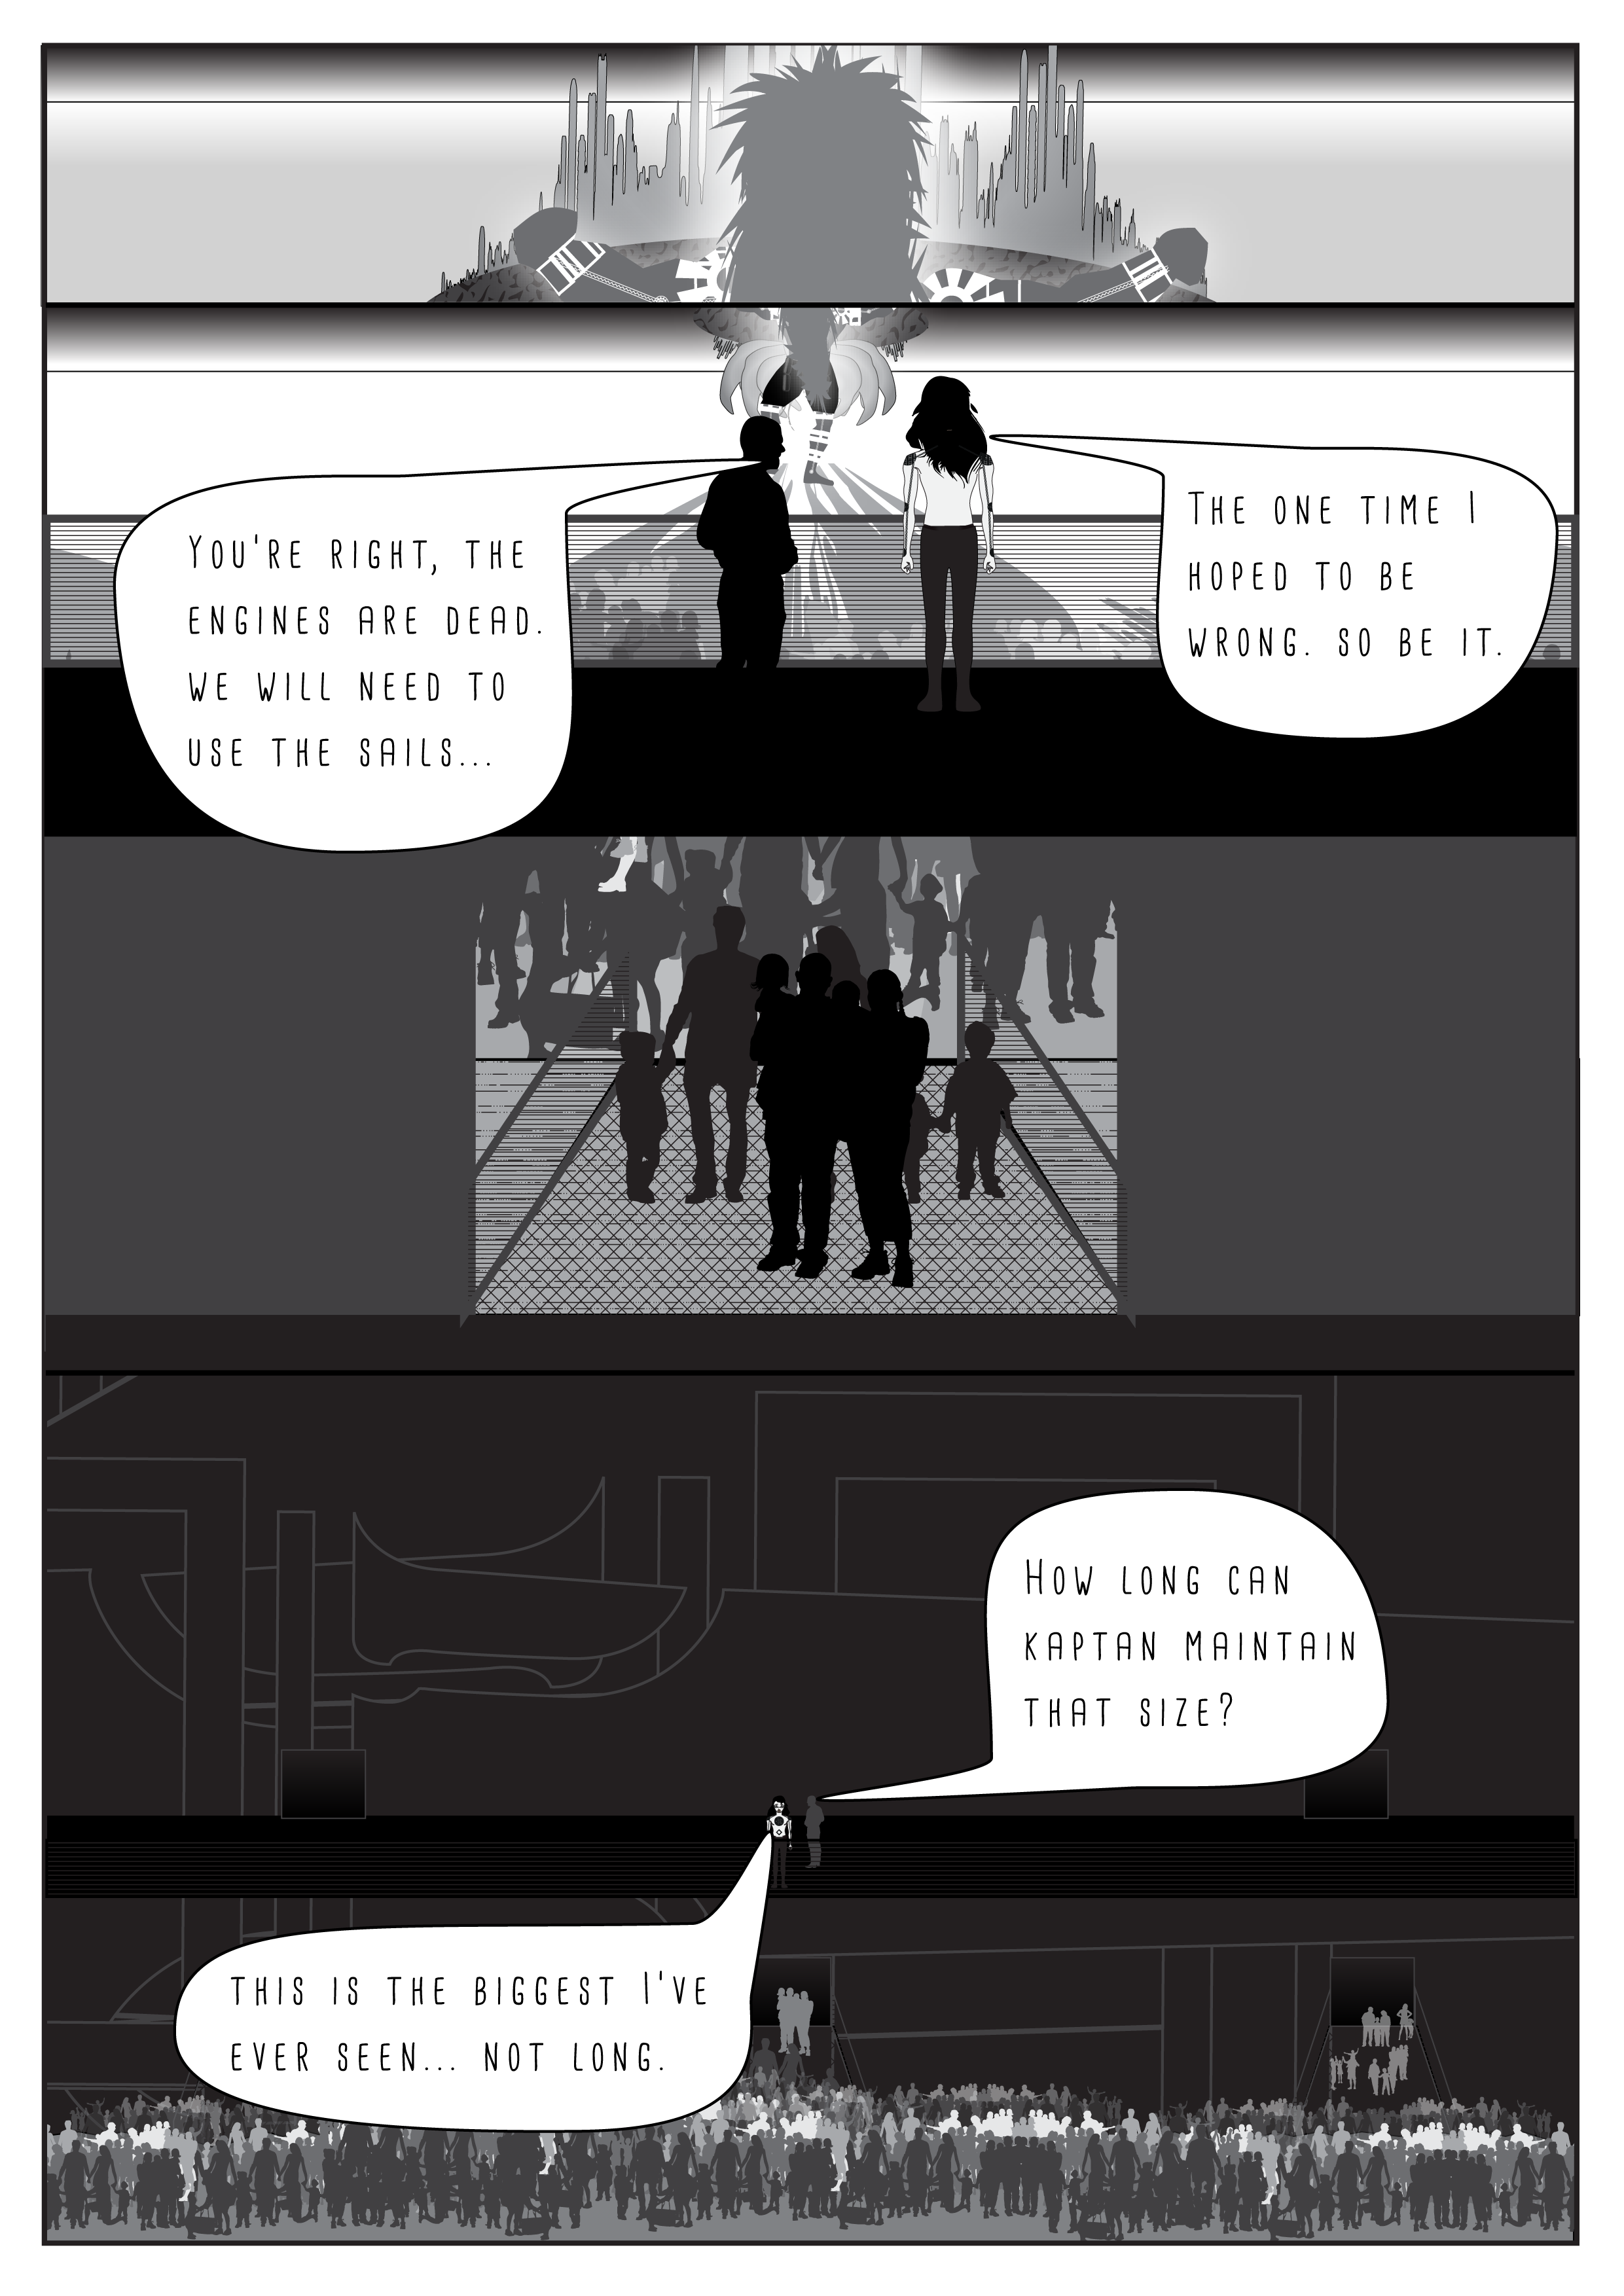 You're right, the
engines are dead.
We will need to
use the sails...
The one time I
hoped to be
wrong. So be it.
How long can
Kaptan maintain
that size?
This is the biggest I've
ever seen... Not long.